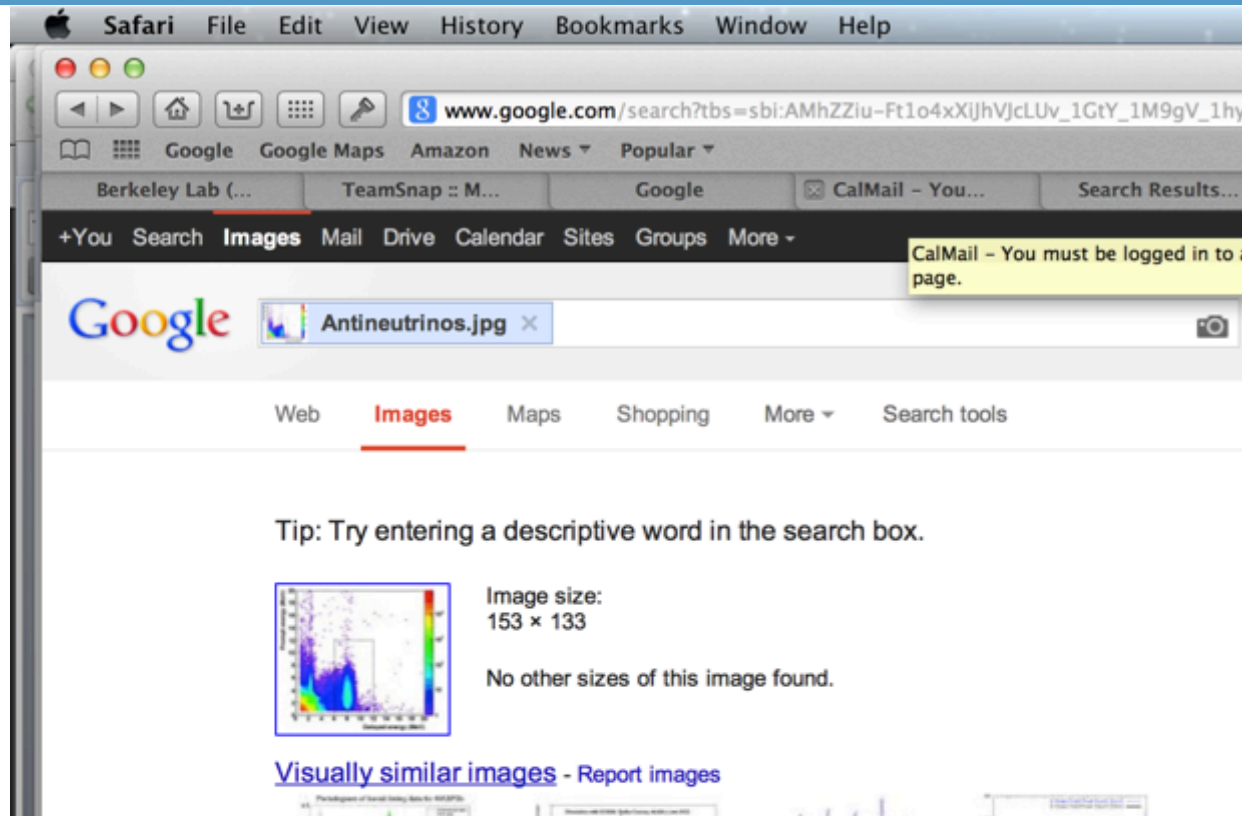 Safari File Edit View History Bookmarks Window Help
www.google.com/search?tbs=sbi:AMhZZiu-Ft1o4xXiJhVJcLUv_1GtY_1M9gV_1hy
Google Google Maps Amazon News Popular
Berkeley Lab (... TeamSnap :: M... Google CalMail – You... Search Results...
+You Search Images Mail Drive Calendar Sites Groups More
CalMail – You must be logged in to a
page.
Google Antineutrinos.jpg
Web Images Maps Shopping More Search tools
Tip: Try entering a descriptive word in the search box.
Image size:
153 × 133
No other sizes of this image found.
Visually similar images - Report images